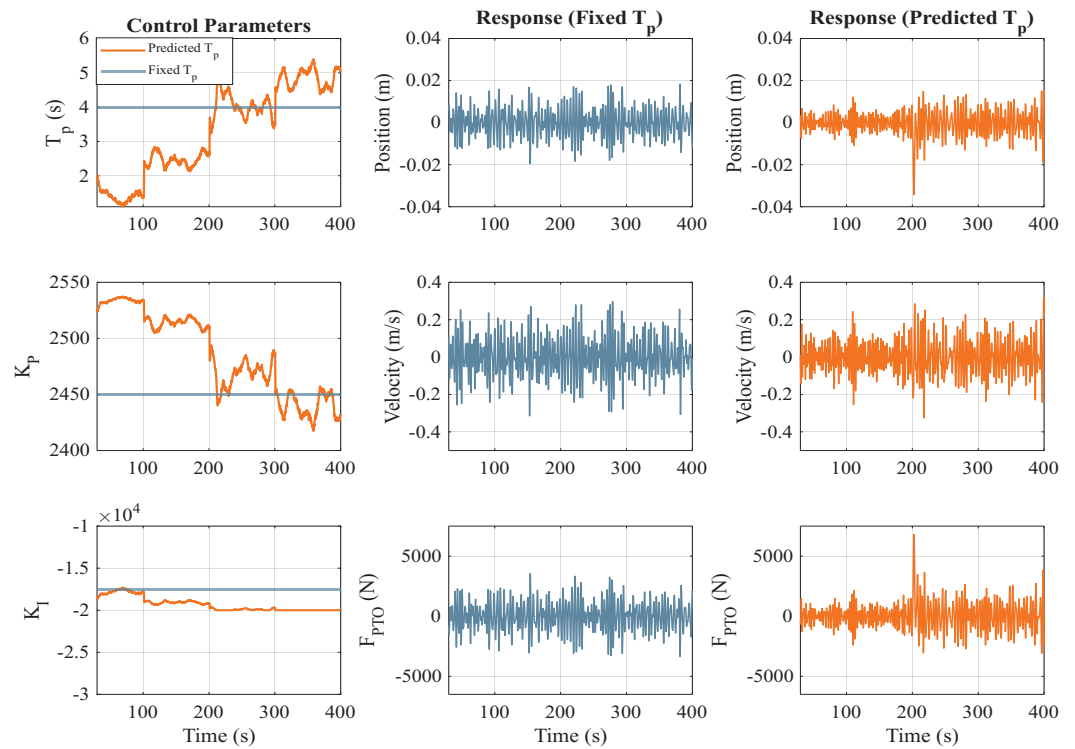 Control Parameters
Response (Fixed T_p)
Response (Predicted T_p)
Predicted T_p
Fixed T_p
T_p (s)
6
5
4
3
2
100 200 300 400
Position (m)
0.04
0.02
0
-0.02
-0.04
100 200 300 400
Position (m)
0.04
0.02
0
-0.02
-0.04
100 200 300 400
K_P
2550
2500
2450
2400
100 200 300 400
Velocity (m/s)
0.4
0.2
0
-0.2
-0.4
100 200 300 400
Velocity (m/s)
0.4
0.2
0
-0.2
-0.4
100 200 300 400
×10^4
K_I
-1
-1.5
-2
-2.5
-3
100 200 300 400
Time (s)
F_PTO (N)
5000
0
-5000
100 200 300 400
Time (s)
F_PTO (N)
5000
0
-5000
100 200 300 400
Time (s)